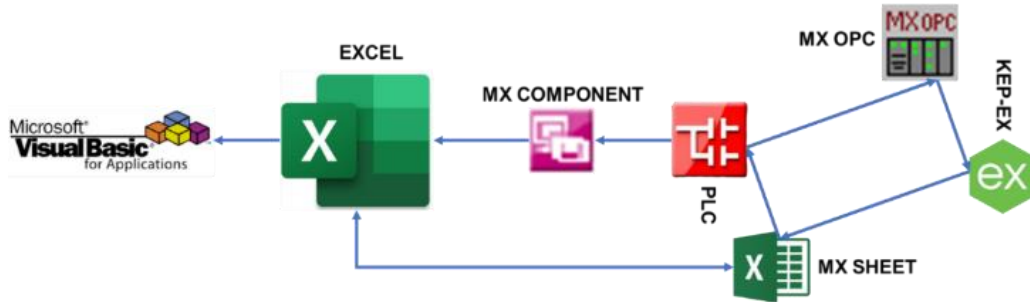 EXCEL
MX COMPONENT
MX OPC
MX OPC
KEP-EX
Microsoft®
Visual Basic®
for Applications
X
PLC
ex
X
MX SHEET